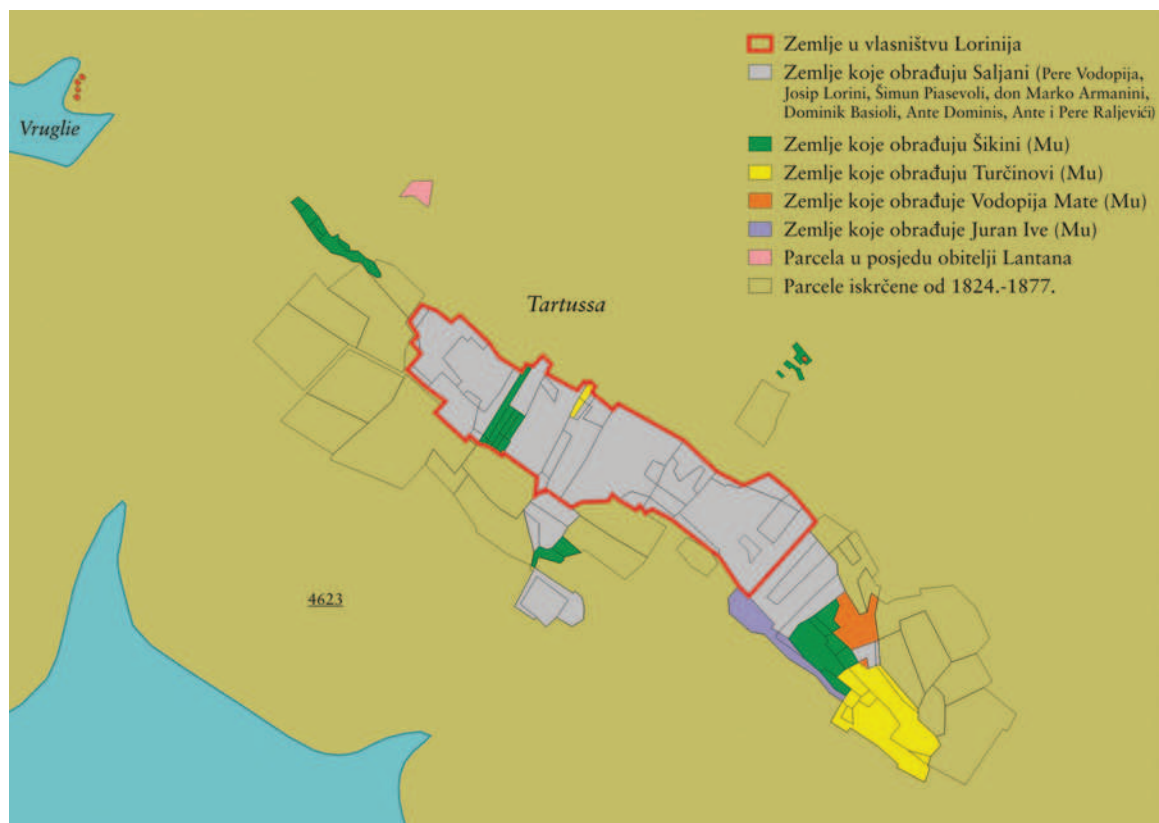 Zemlje u vlasništvu Lorinija
Zemlje koje obrađuju Saljani (Pere Vodopija,
Josip Lorini, Šimun Piasevoli, don Marko Armanini,
Dominik Basioli, Ante Dominis, Ante i Pere Raljevići)
Zemlje koje obrađuju Šikini (Mu)
Zemlje koje obrađuju Turčinovi (Mu)
Zemlje koje obrađuje Vodopija Mate (Mu)
Zemlje koje obrađuje Juran Ive (Mu)
Parcela u posjedu obitelji Lantana
Parcele iskrčene od 1824.-1877.
Vruglie
Tartussa
4623